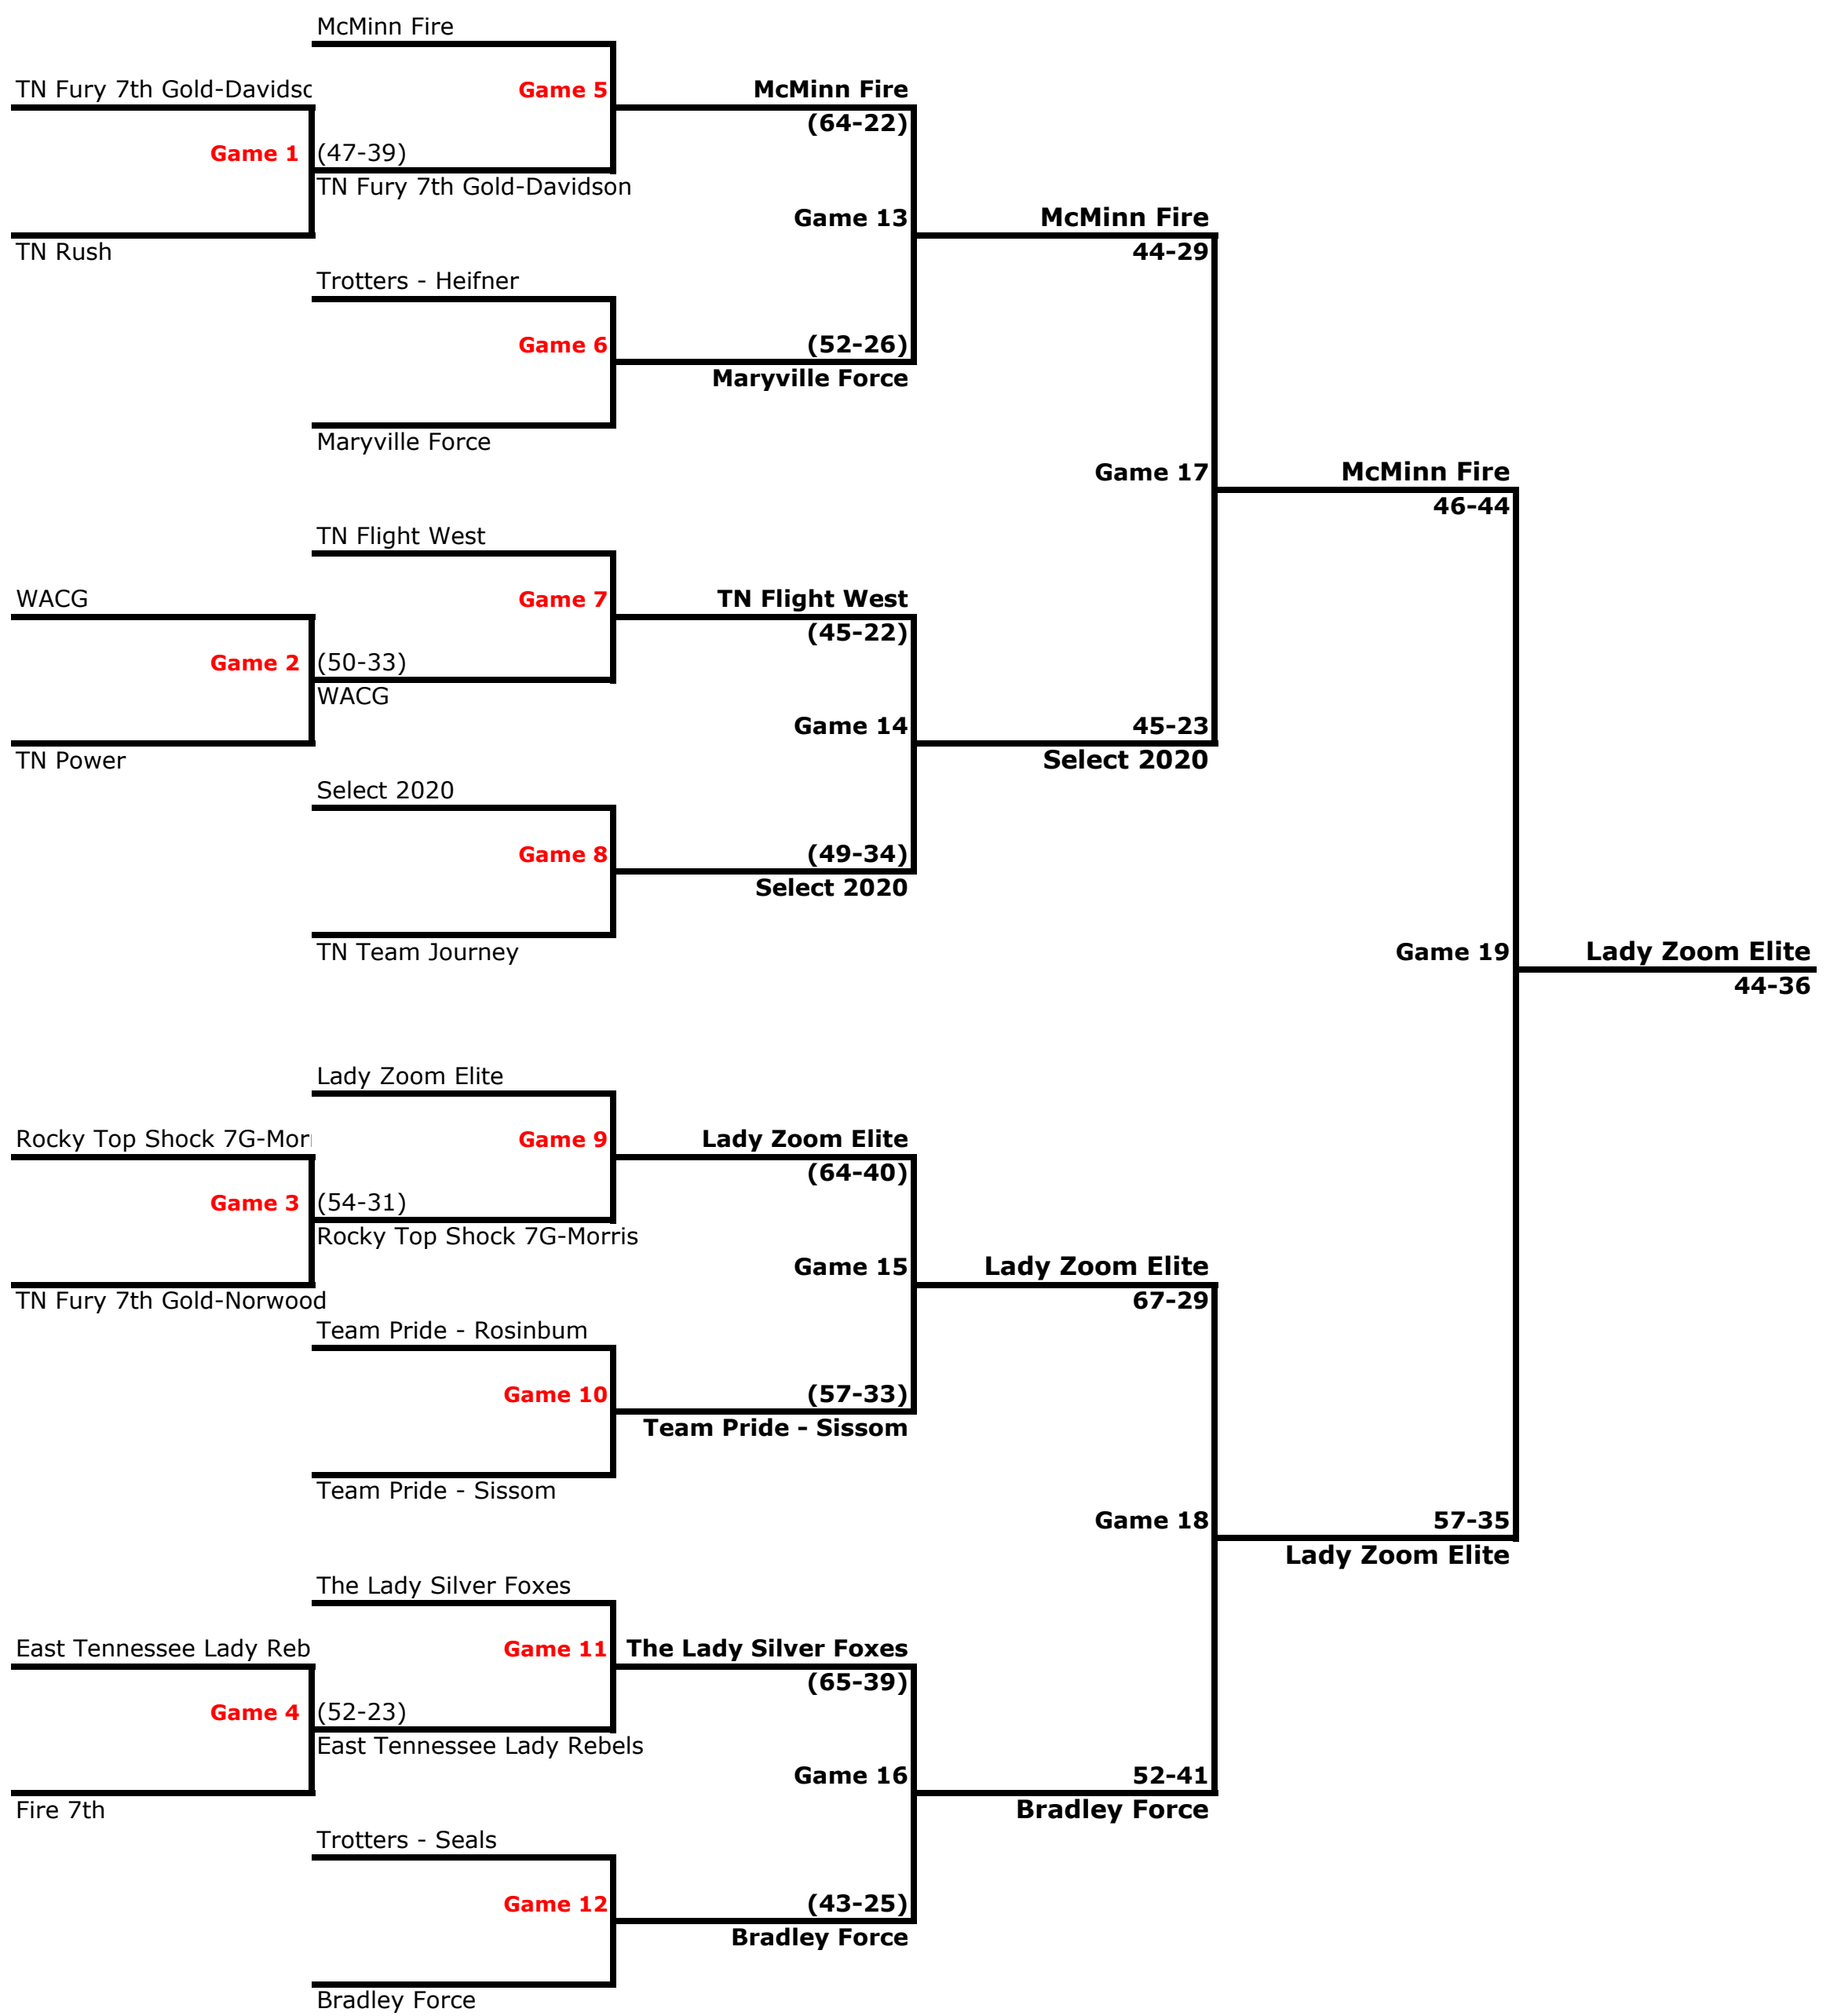 McMinn Fire
TN Fury 7th Gold-Davidsc
Game 5
McMinn Fire
(64-22)
Game 1
(47-39)
TN Fury 7th Gold-Davidson
Game 13
McMinn Fire
TN Rush
44-29
Trotters - Heifner
Game 6
(52-26)
Maryville Force
Maryville Force
Game 17
McMinn Fire
46-44
TN Flight West
WACG
Game 7
TN Flight West
(45-22)
Game 2
(50-33)
WACG
Game 14
45-23
TN Power
Select 2020
Select 2020
Game 8
(49-34)
Select 2020
TN Team Journey
Game 19
Lady Zoom Elite
44-36
Lady Zoom Elite
Rocky Top Shock 7G-Morr
Game 9
Lady Zoom Elite
(64-40)
Game 3
(54-31)
Rocky Top Shock 7G-Morris
Game 15
Lady Zoom Elite
TN Fury 7th Gold-Norwood
67-29
Team Pride - Rosinbum
Game 10
(57-33)
Team Pride - Sissom
Team Pride - Sissom
Game 18
57-35
Lady Zoom Elite
The Lady Silver Foxes
East Tennessee Lady Reb
Game 11
The Lady Silver Foxes
(65-39)
Game 4
(52-23)
East Tennessee Lady Rebels
Game 16
52-41
Fire 7th
Bradley Force
Trotters - Seals
Game 12
(43-25)
Bradley Force
Bradley Force